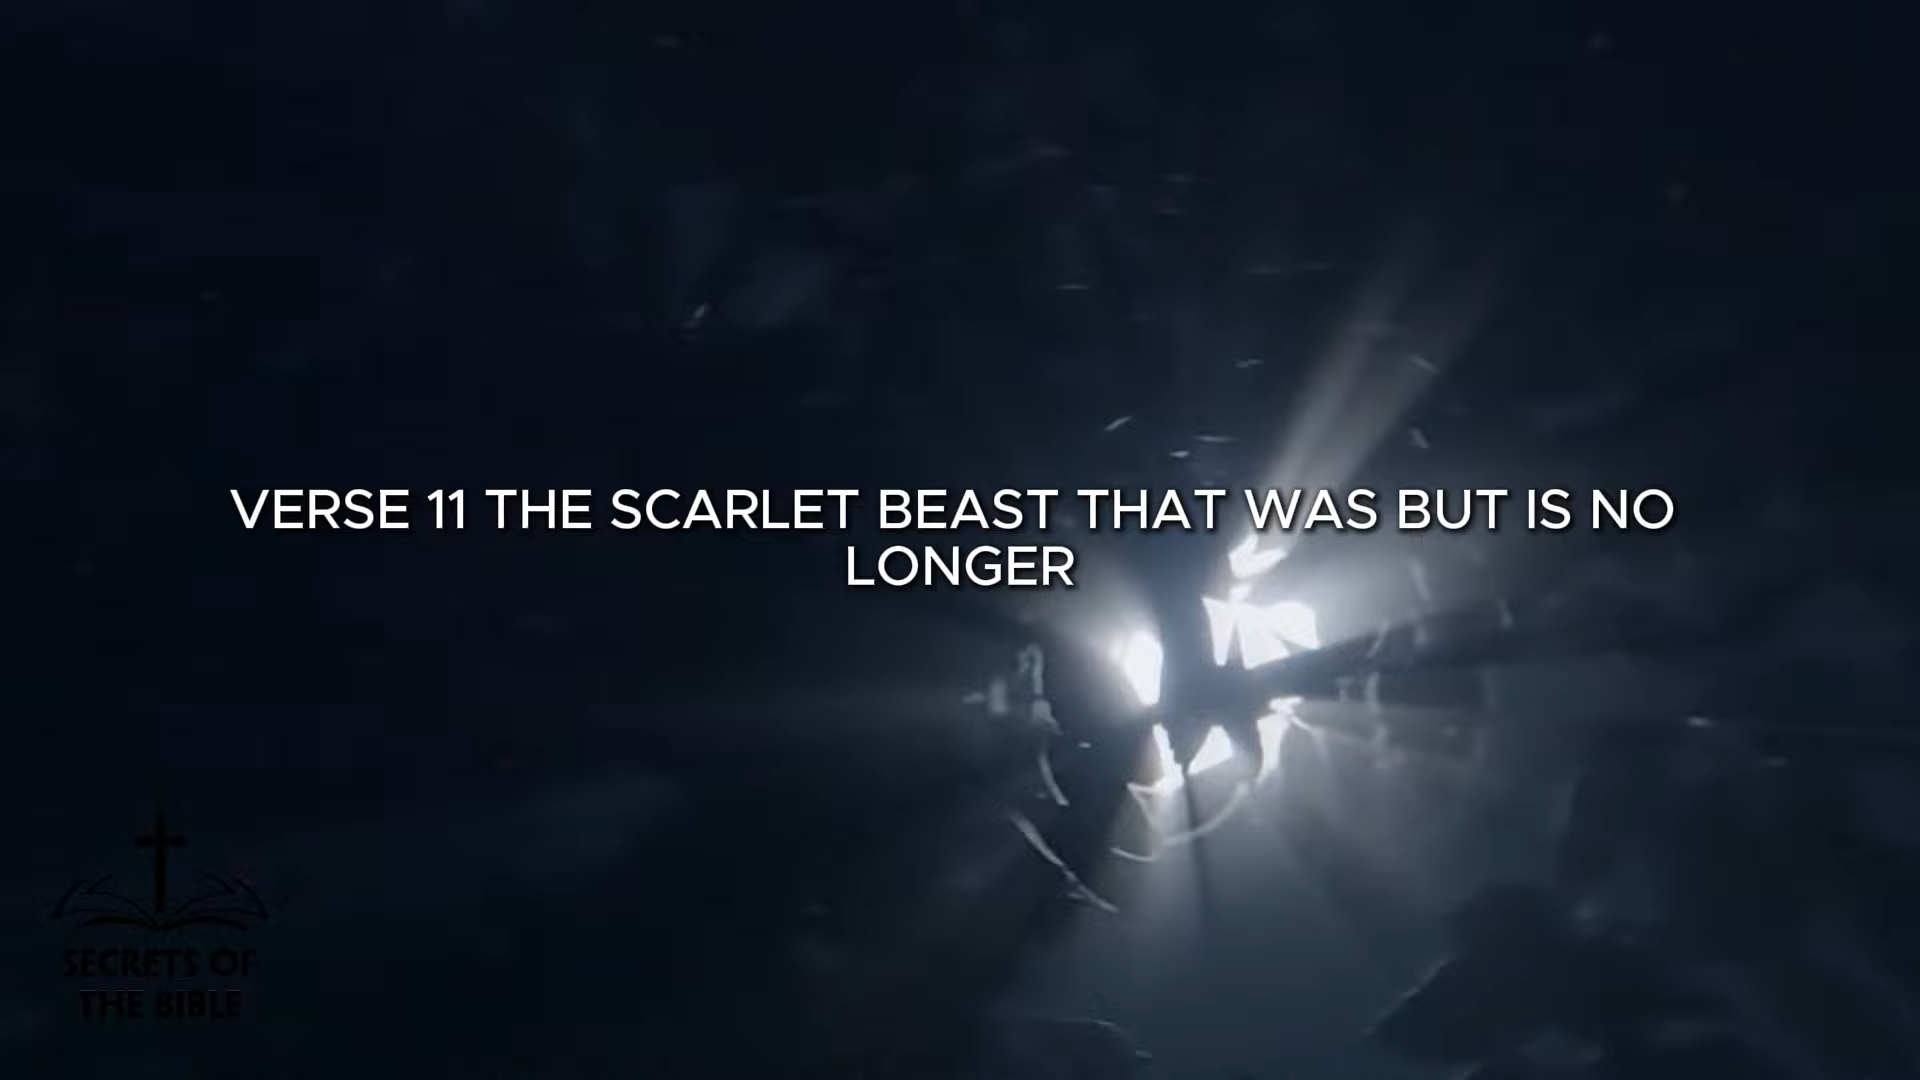 VERSE 11 THE SCARLET BEAST THAT WAS BUT IS NO
LONGER
SECRETS OF
THE BIBLE